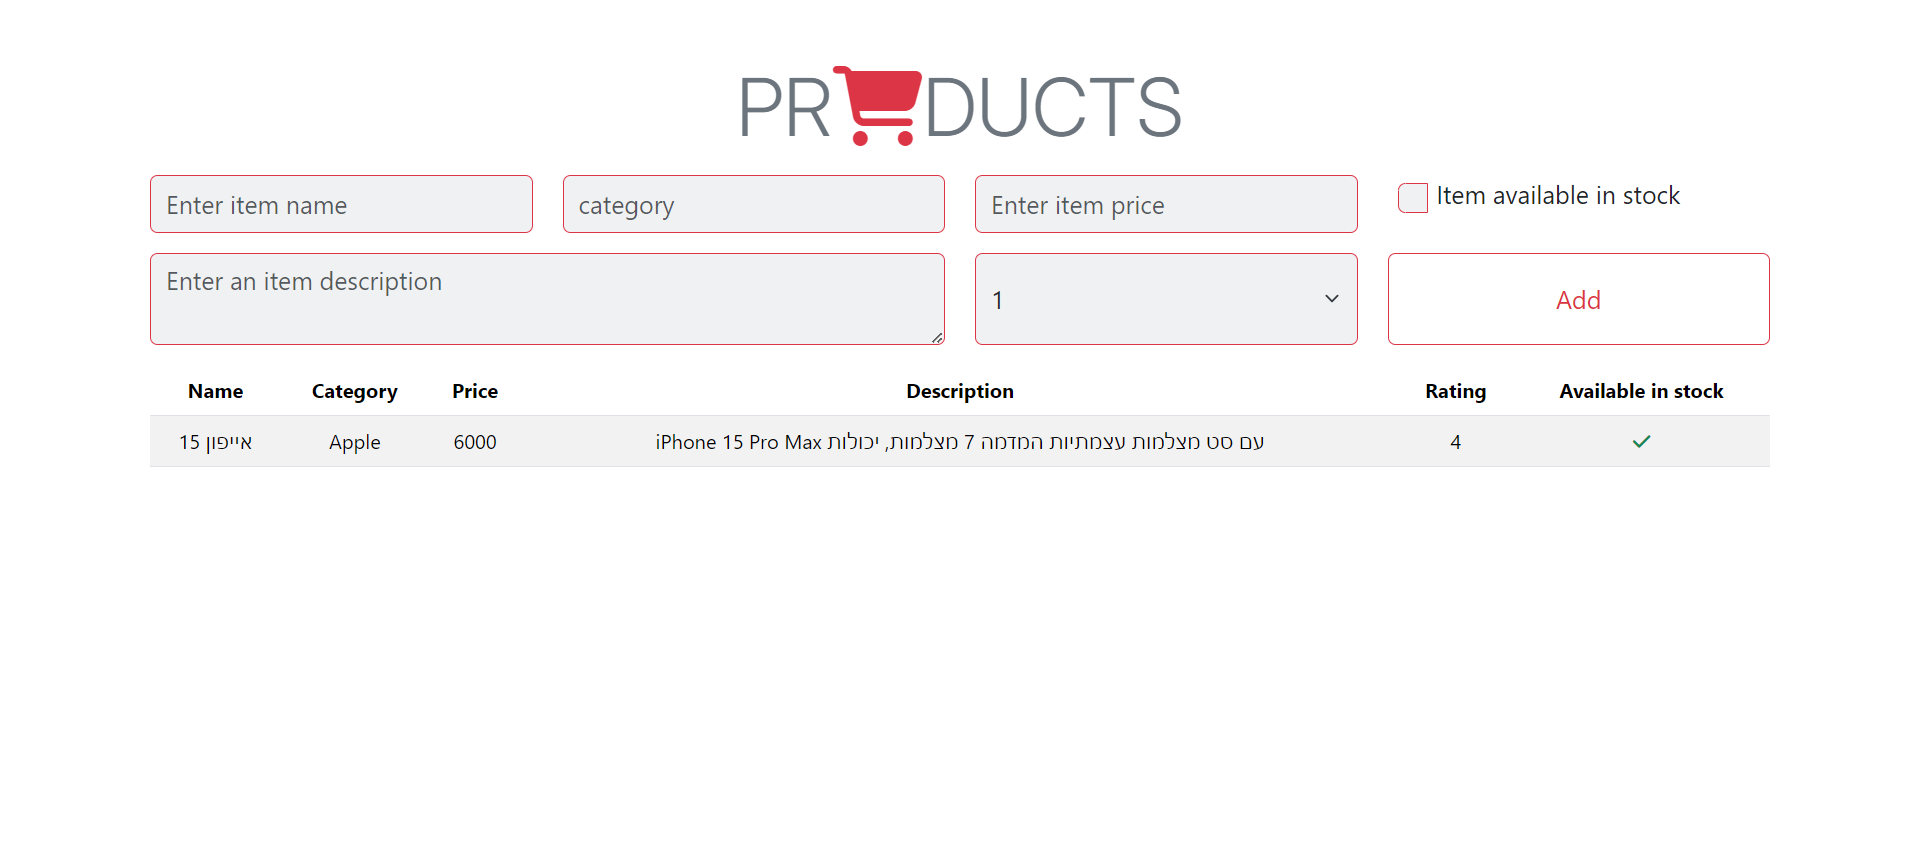 PRODUCTS
Enter item name category Enter item price Item available in stock
Enter an item description 1 Add
Name Category Price Description Rating Available in stock
אייפון 15 Apple 6000 iPhone 15 Pro Max עם סט מצלמות עצמתיות המדמה 7 מצלמות, יכולות 4